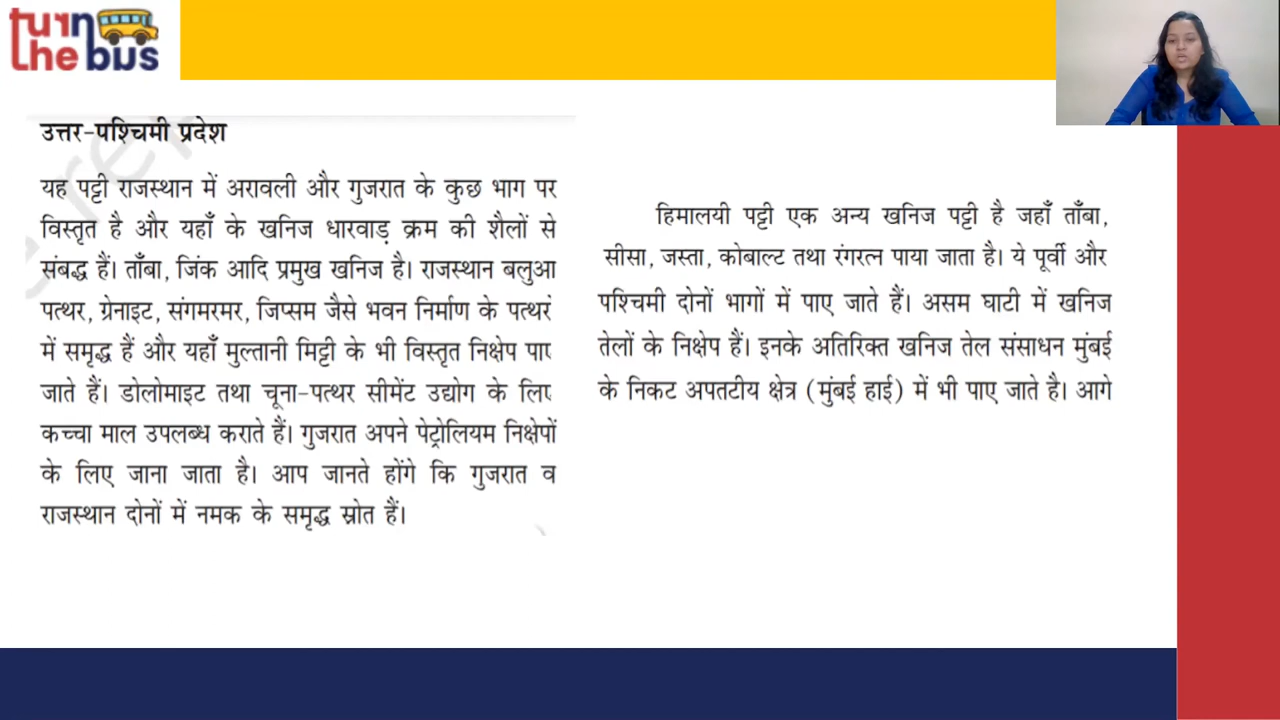 turn
the bus
उत्तर-पश्चिमी प्रदेश
यह पट्टी राजस्थान में अरावली और गुजरात के कुछ भाग पर
विस्तृत है और यहाँ के खनिज धारवाड़ क्रम की शैलों से
संबद्ध हैं। ताँबा, जिंक आदि प्रमुख खनिज है। राजस्थान बलुआ
पत्थर, ग्रेनाइट, संगमरमर, जिप्सम जैसे भवन निर्माण के पत्थरों
में समृद्ध हैं और यहाँ मुल्तानी मिट्टी के भी विस्तृत निक्षेप पाए
जाते हैं। डोलोमाइट तथा चूना-पत्थर सीमेंट उद्योग के लिए
कच्चा माल उपलब्ध कराते हैं। गुजरात अपने पेट्रोलियम निक्षेपों
के लिए जाना जाता है। आप जानते होंगे कि गुजरात व
राजस्थान दोनों में नमक के समृद्ध स्रोत हैं।
हिमालयी पट्टी एक अन्य खनिज पट्टी है जहाँ ताँबा,
सीसा, जस्ता, कोबाल्ट तथा रंगरत्न पाया जाता है। ये पूर्वी और
पश्चिमी दोनों भागों में पाए जाते हैं। असम घाटी में खनिज
तेलों के निक्षेप हैं। इनके अतिरिक्त खनिज तेल संसाधन मुंबई
के निकट अपतटीय क्षेत्र (मुंबई हाई) में भी पाए जाते है। आगे